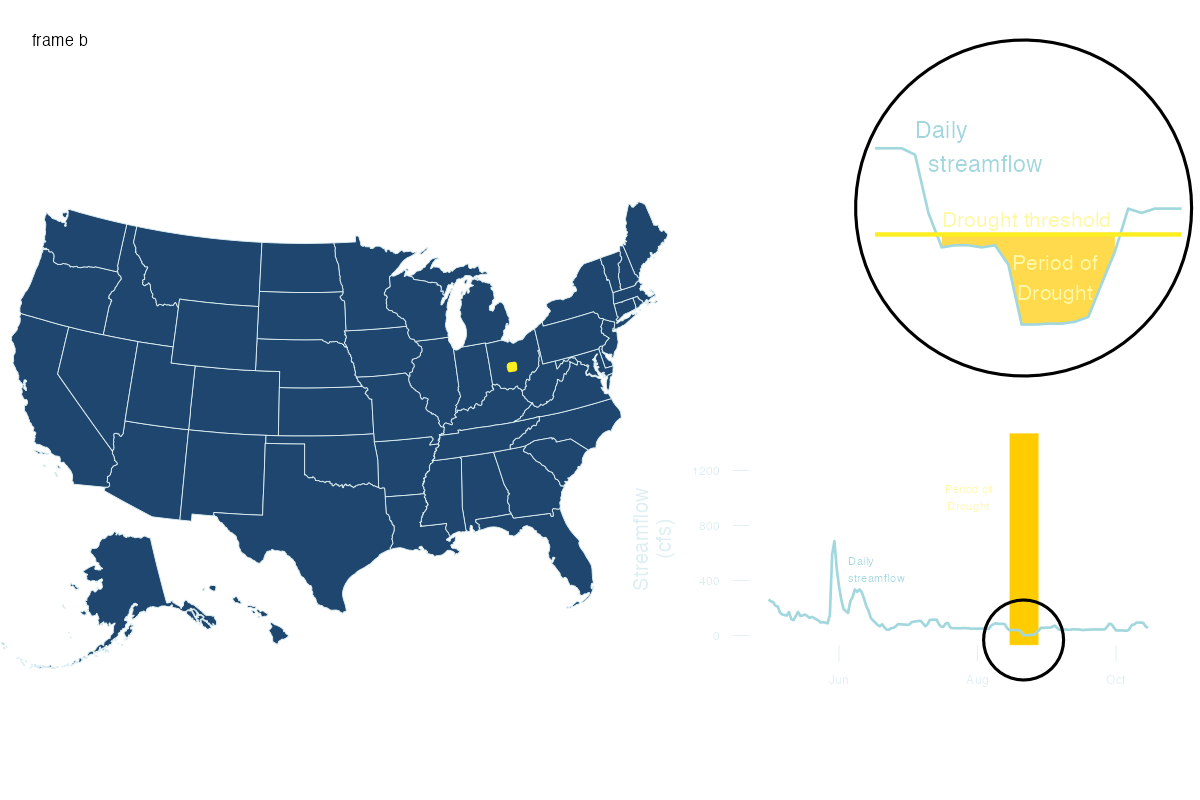 frame b
Daily
streamflow
Drought threshold
Period of
Drought
Streamflow
(cfs)
1200
800
400
0
Period of
Drought
Daily
streamflow
Jun
Aug
Oct